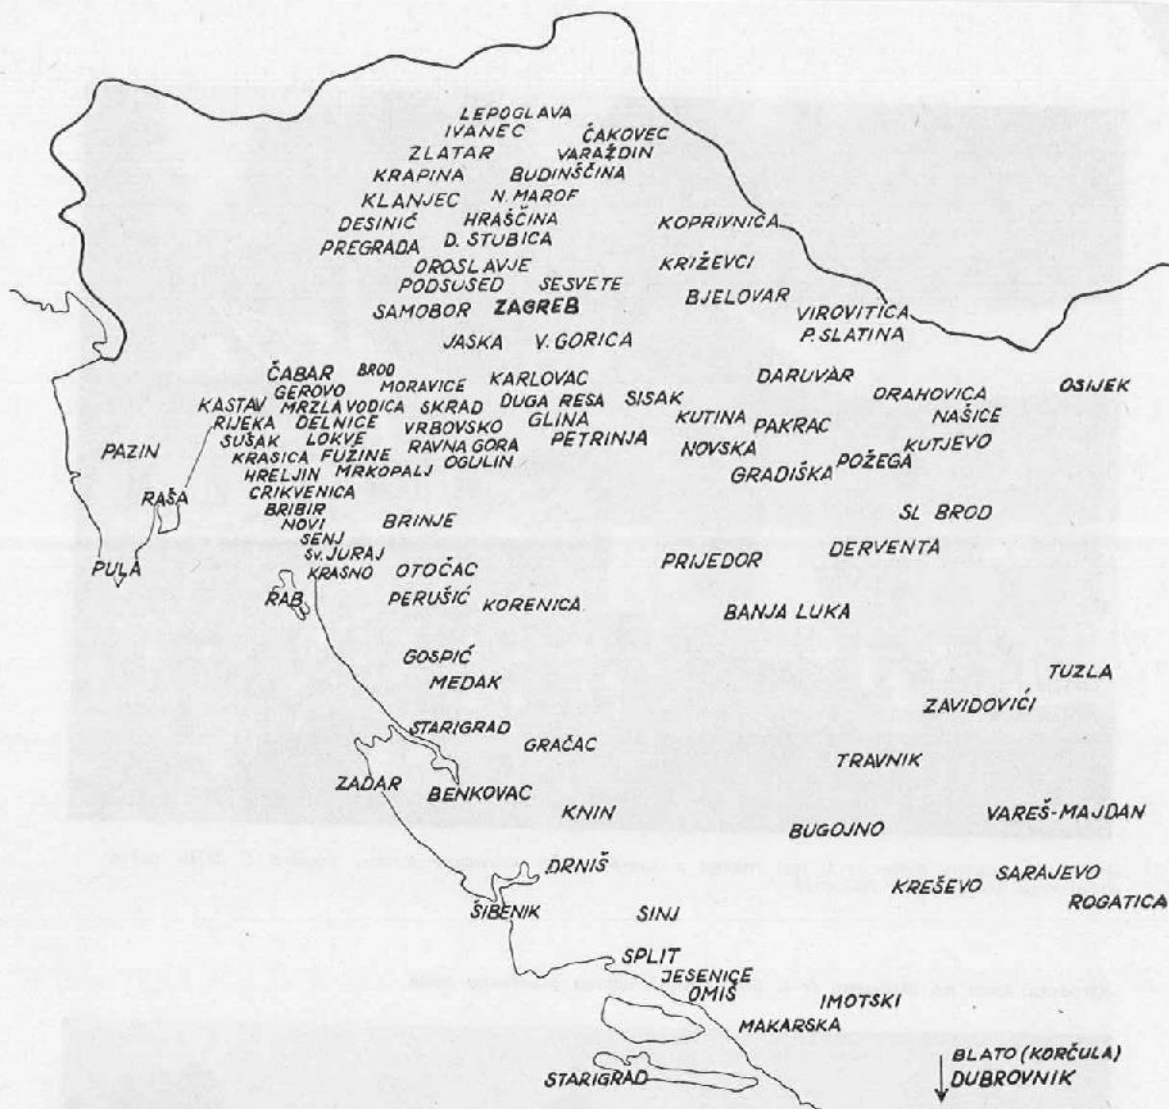 LEPOGLAVA
IVANEC
ČAKOVEC
ZLATAR
VARAŽDIN
KRAPINA
BUDINŠČINA
KLANJEC
N. MAROF
DESINIĆ
HRAŠČINA
KOPRIVNICA
PREGRADA
D. STUBICA
OROSLAVJE
KRIŽEVCI
PODSUSED
SESVETE
BJELOVAR
SAMOBOR
ZAGREB
VIROVITICA
P. SLATINA
JASKA
V. GORICA
ČABAR
BROD
DARUVAR
GEROVO
MORAVICE
KARLOVAC
OSIJEK
ORAHOVICA
KASTAV
MRZLA VODICA
SKRAD
DUGA RESA
SISAK
NAŠICE
RIJEKA
DELNICE
VRBOVSKO
GLINA
KUTINA
PAKRAC
SUŠAK
LOKVE
RAVNA GORA
PETRINJA
KUTJEVO
PAZIN
KRASICA
FUŽINE
OGULIN
NOVSKA
POŽEGA
HRELJIN
MRKOPALJ
GRADIŠKA
RAŠA
CRIKVENICA
BRIBIR
SL BROD
NOVI
BRINJE
SENJ
SV. JURAJ
DERVENTA
PULA
KRASNO
OTOČAC
PRIJEDOR
RAB
PERUŠIĆ
KORENICA
BANJA LUKA
GOSPIĆ
MEDAK
TUZLA
ZAVIDOVIĆI
STARIGRAD
GRAČAC
TRAVNIK
ZADAR
BENKOVAC
KNIN
VAREŠ-MAJDAN
BUGOJNO
DRNIŠ
SARAJEVO
KREŠEVO
ROGATICA
ŠIBENIK
SINJ
SPLIT
JESENICE
OMIŠ
IMOTSKI
MAKARSKA
BLATO (KORČULA)
STARIGRAD
DUBROVNIK